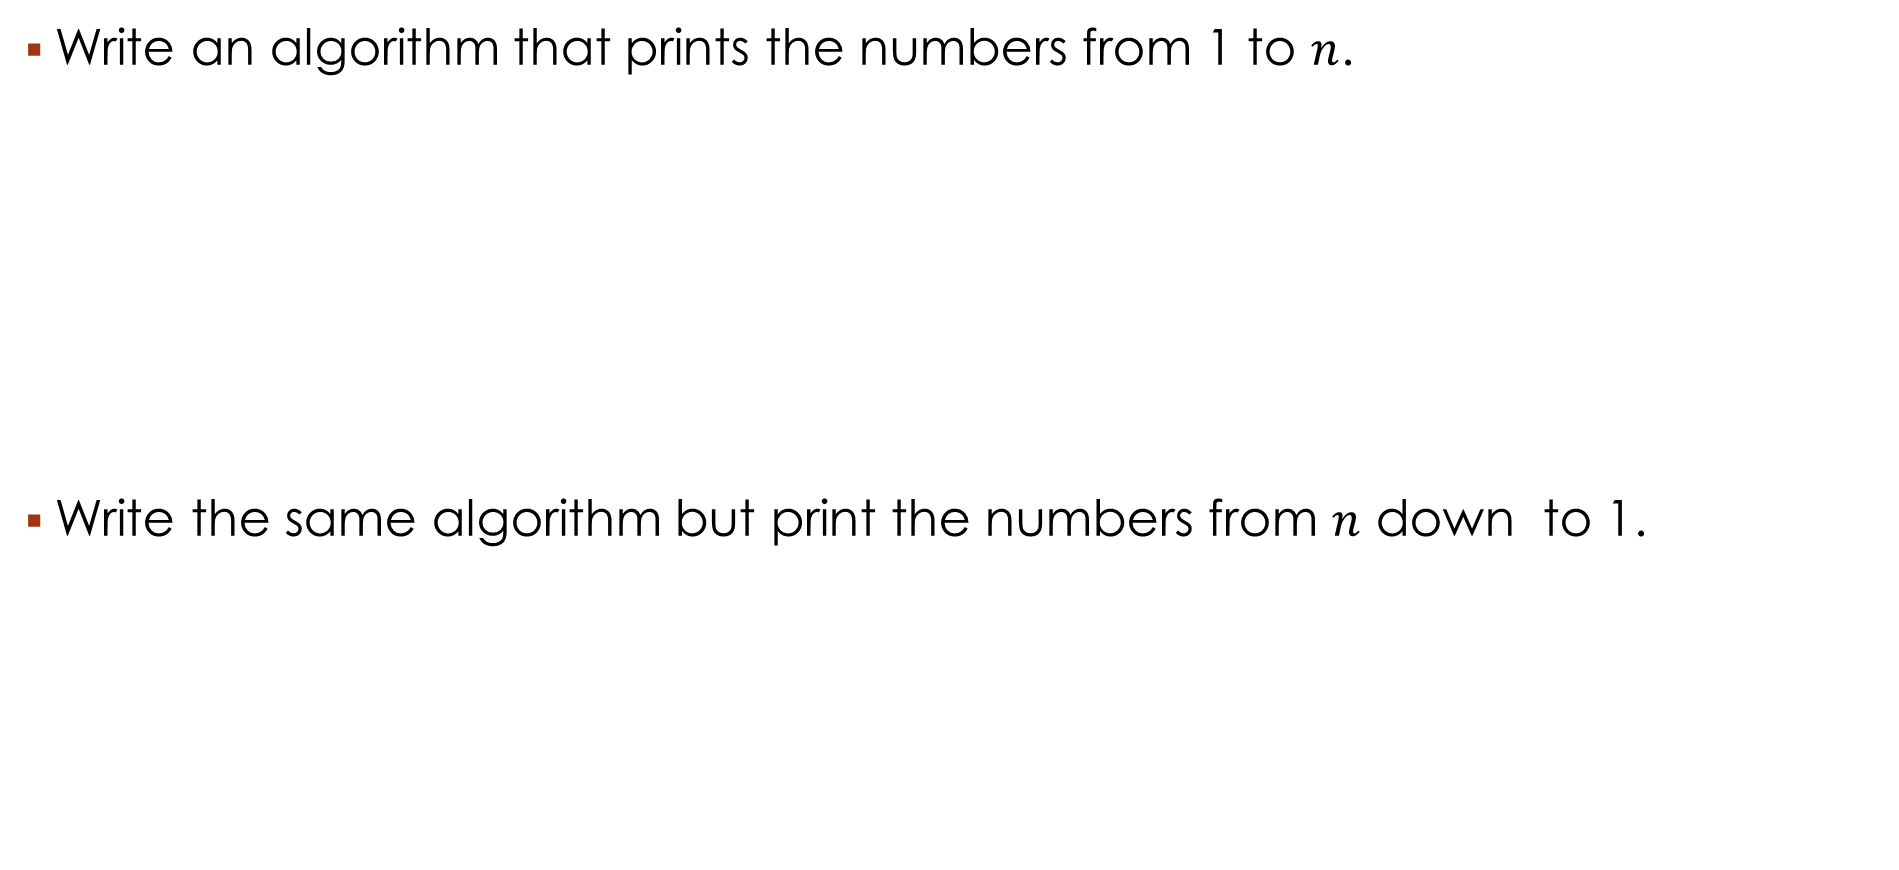 ▪ Write an algorithm that prints the numbers from 1 to n.
▪ Write the same algorithm but print the numbers from n down  to 1.